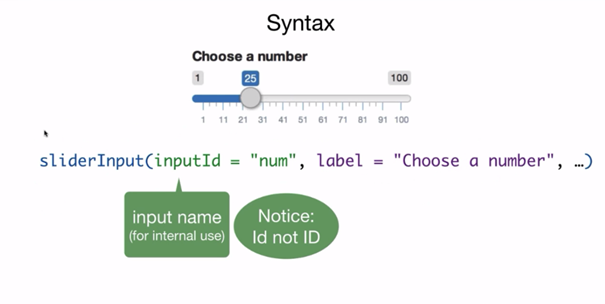 Syntax
Choose a number
1 25 100
1 11 21 31 41 51 61 71 81 91 100
sliderInput(inputId = "num", label = "Choose a number", …)
input name
(for internal use)
Notice:
Id not ID